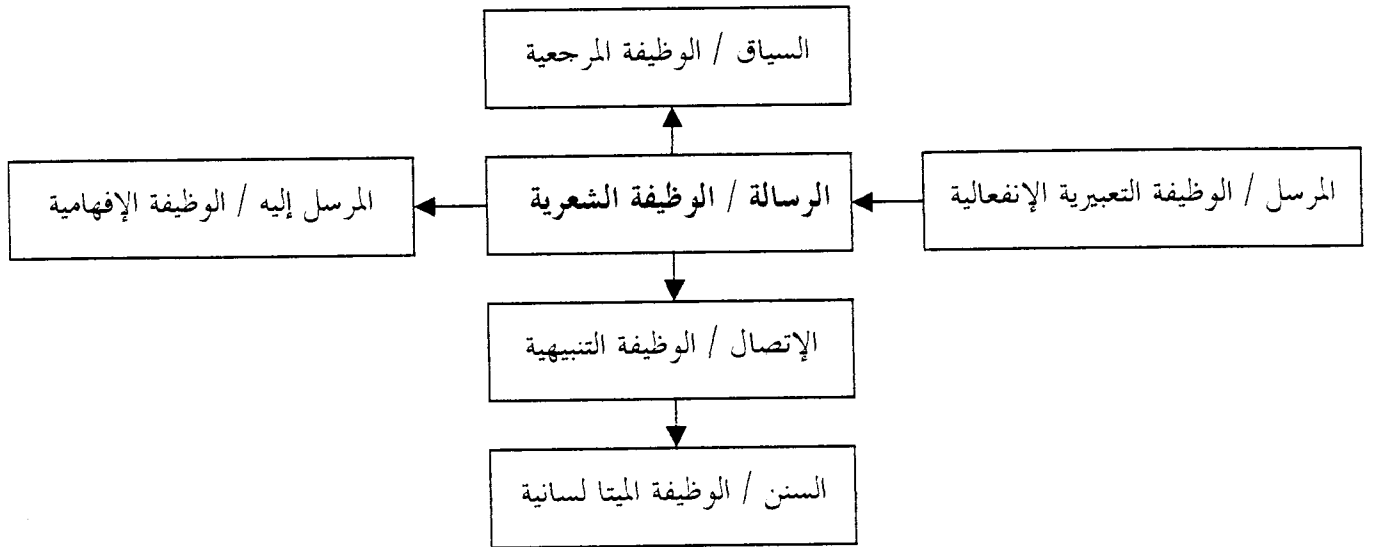 السياق / الوظيفة المرجعية
المرسل / الوظيفة التعبيرية الإنفعالية
الرسالة / الوظيفة الشعرية
المرسل إليه / الوظيفة الإفهامية
الإتصال / الوظيفة التنبيهية
السنن / الوظيفة الميتا لسانية